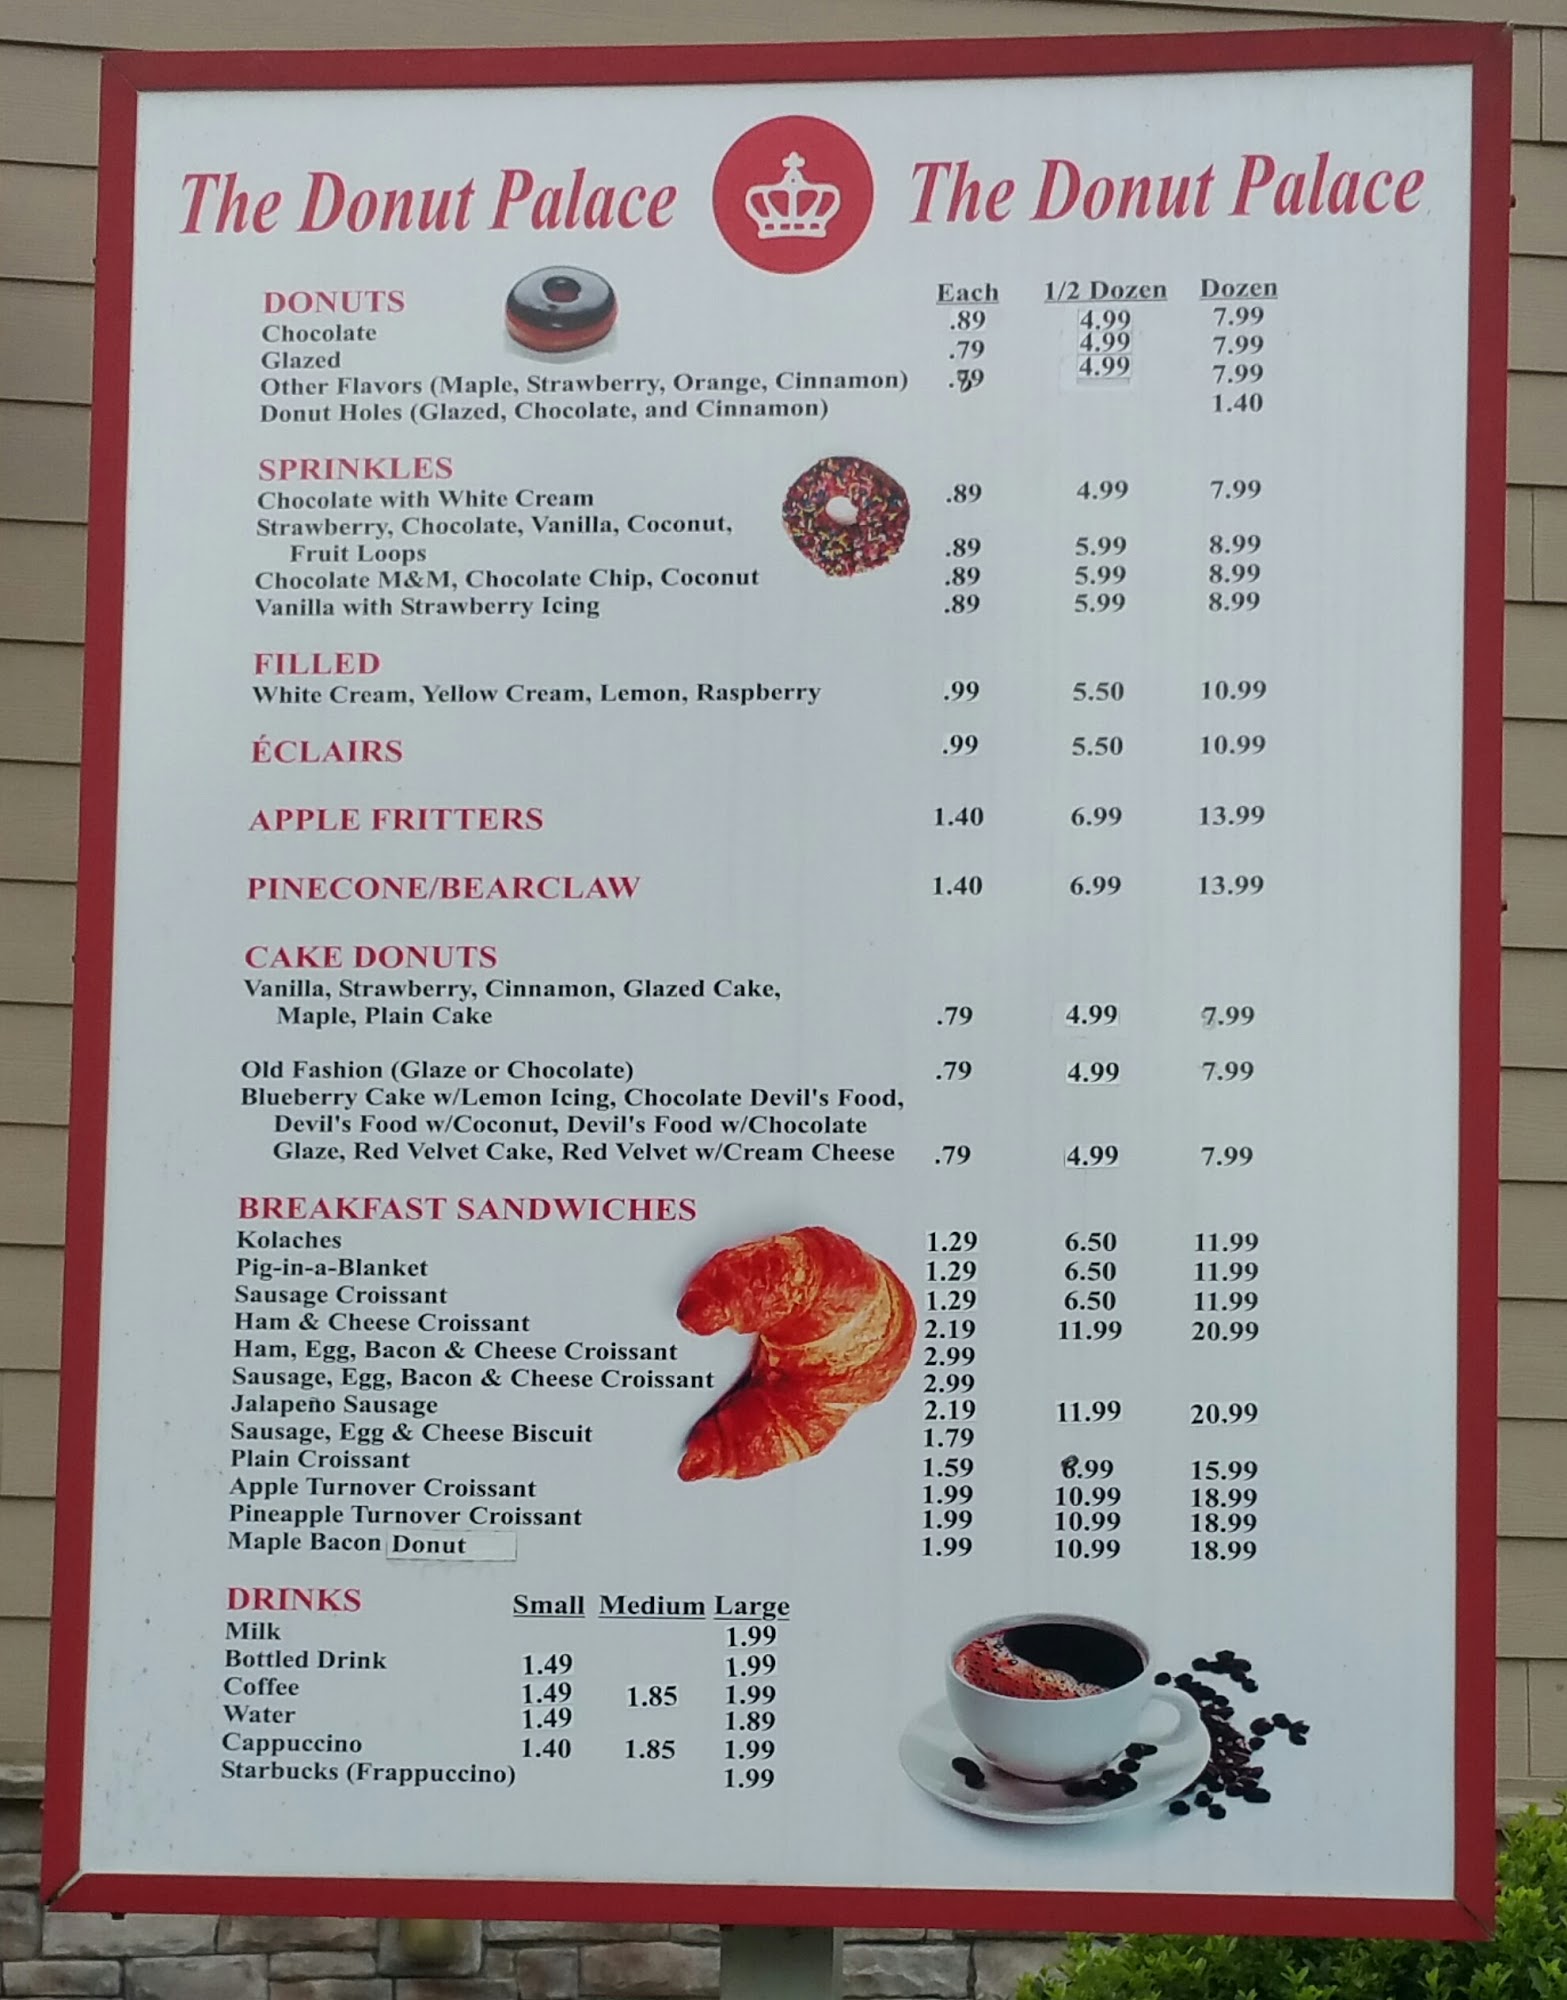 The Donut Palace The Donut Palace
DONUTS Each 1/2 Dozen Dozen
Chocolate .89 4.99 7.99
Glazed .79 4.99 7.99
Other Flavors (Maple, Strawberry, Orange, Cinnamon) .89 4.99 7.99
Donut Holes (Glazed, Chocolate, and Cinnamon) 1.40
SPRINKLES
Chocolate with White Cream .89 4.99 7.99
Strawberry, Chocolate, Vanilla, Coconut,
Fruit Loops .89 5.99 8.99
Chocolate M&M, Chocolate Chip, Coconut .89 5.99 8.99
Vanilla with Strawberry Icing .89 5.99 8.99
FILLED
White Cream, Yellow Cream, Lemon, Raspberry .99 5.50 10.99
ÉCLAIRS .99 5.50 10.99
APPLE FRITTERS 1.40 6.99 13.99
PINECONE/BEARCLAW 1.40 6.99 13.99
CAKE DONUTS
Vanilla, Strawberry, Cinnamon, Glazed Cake,
Maple, Plain Cake .79 4.99 7.99
Old Fashion (Glaze or Chocolate) .79 4.99 7.99
Blueberry Cake w/Lemon Icing, Chocolate Devil's Food,
Devil's Food w/Coconut, Devil's Food w/Chocolate
Glaze, Red Velvet Cake, Red Velvet w/Cream Cheese .79 4.99 7.99
BREAKFAST SANDWICHES
Kolaches 1.29 6.50 11.99
Pig-in-a-Blanket 1.29 6.50 11.99
Sausage Croissant 1.29 6.50 11.99
Ham & Cheese Croissant 2.19 11.99 20.99
Ham, Egg, Bacon & Cheese Croissant 2.99
Sausage, Egg, Bacon & Cheese Croissant 2.99
Jalapeño Sausage 2.19 11.99 20.99
Sausage, Egg & Cheese Biscuit 1.79
Plain Croissant 1.59 8.99 15.99
Apple Turnover Croissant 1.99 10.99 18.99
Pineapple Turnover Croissant 1.99 10.99 18.99
Maple Bacon Donut 1.99 10.99 18.99
DRINKS Small Medium Large
Milk 1.99
Bottled Drink 1.49 1.99
Coffee 1.49 1.85 1.99
Water 1.49 1.89
Cappuccino 1.40 1.85 1.99
Starbucks (Frappuccino) 1.99